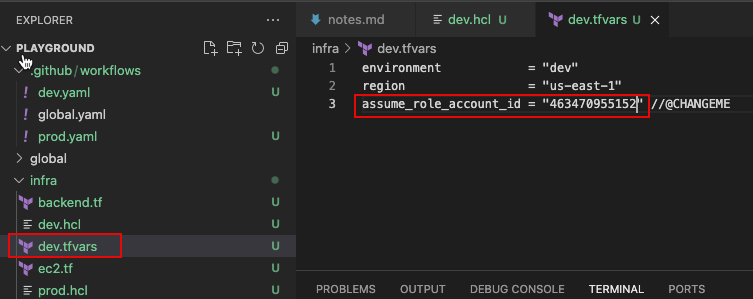 EXPLORER
PLAYGROUND
.github/workflows
dev.yaml U
global.yaml
prod.yaml U
global
infra
backend.tf U
dev.hcl U
dev.tfvars U
ec2.tf U
prod.hcl U
notes.md
dev.hcl U
dev.tfvars U
infra > dev.tfvars
1 environment = "dev"
2 region = "us-east-1"
3 assume_role_account_id = "463470955152" //@CHANGEME
PROBLEMS OUTPUT DEBUG CONSOLE TERMINAL PORTS